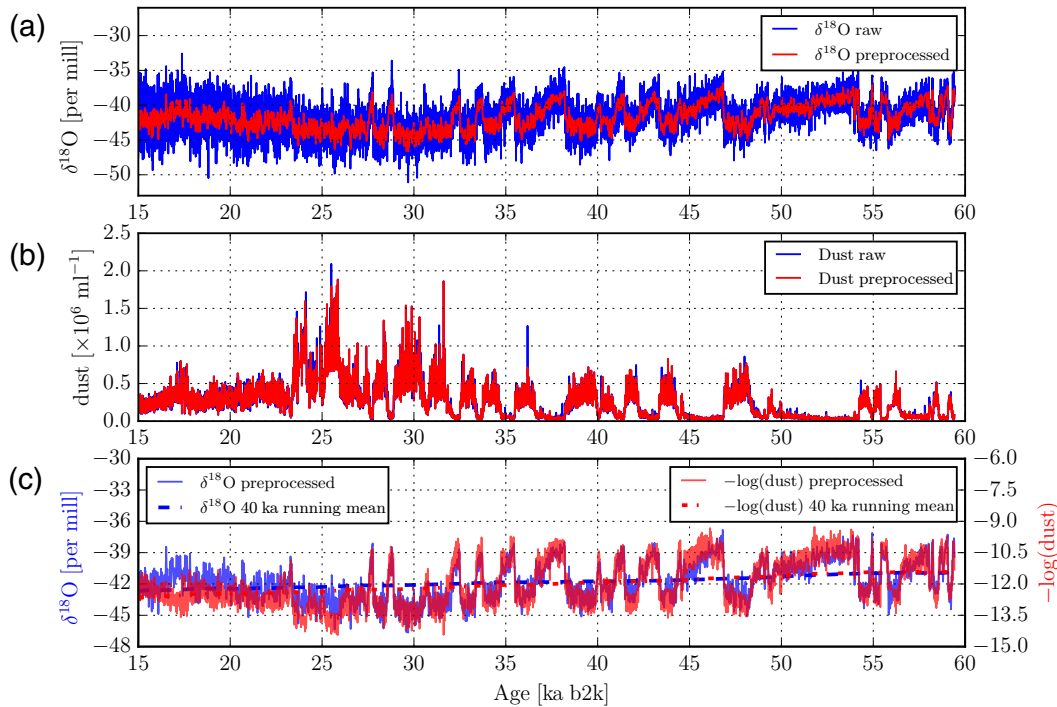 (a)
δ¹⁸O [per mill]
−30
−35
−40
−45
−50
δ¹⁸O raw
δ¹⁸O preprocessed
15 20 25 30 35 40 45 50 55 60
(b)
dust [×10⁶ ml⁻¹]
2.5
2.0
1.5
1.0
0.5
0.0
Dust raw
Dust preprocessed
15 20 25 30 35 40 45 50 55 60
(c)
δ¹⁸O [per mill]
−30
−33
−36
−39
−42
−45
−48
δ¹⁸O preprocessed
δ¹⁸O 40 ka running mean
−log(dust) preprocessed
−log(dust) 40 ka running mean
−6.0
−7.5
−9.0
−10.5
−12.0
−13.5
−15.0
−log(dust)
15 20 25 30 35 40 45 50 55 60
Age [ka b2k]